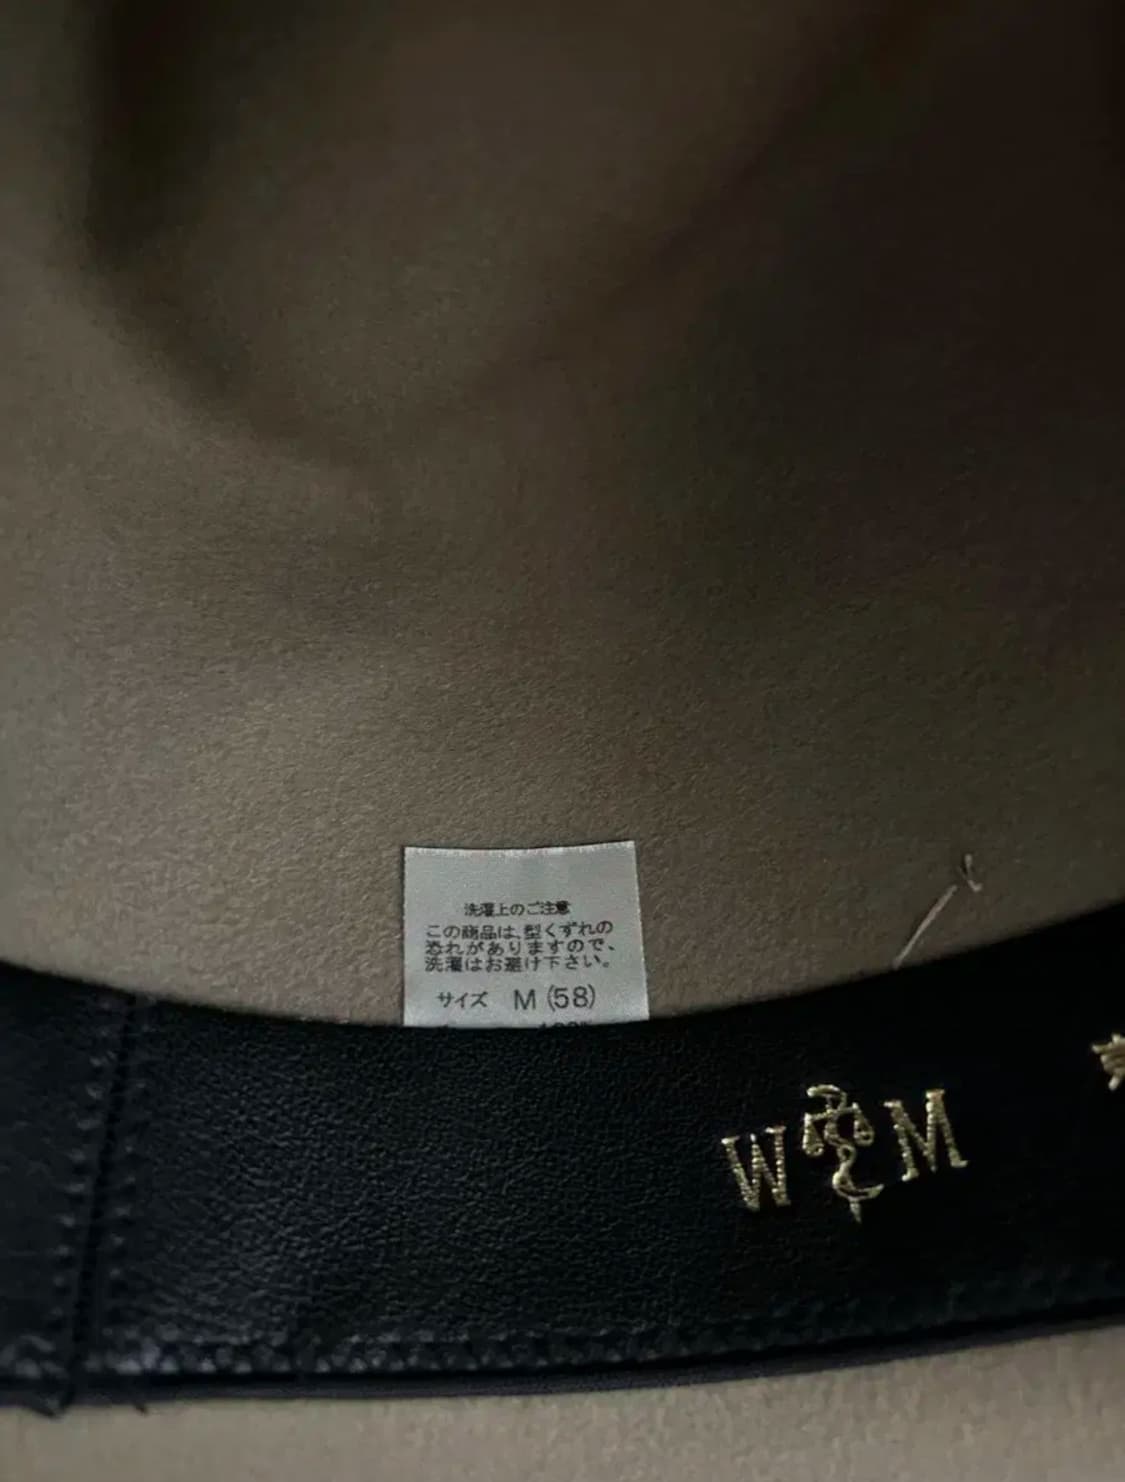 洗濯上のご注意
この商品は、型くずれの
恐れがありますので、
洗濯はお避け下さい。
サイズ M (58)
W M